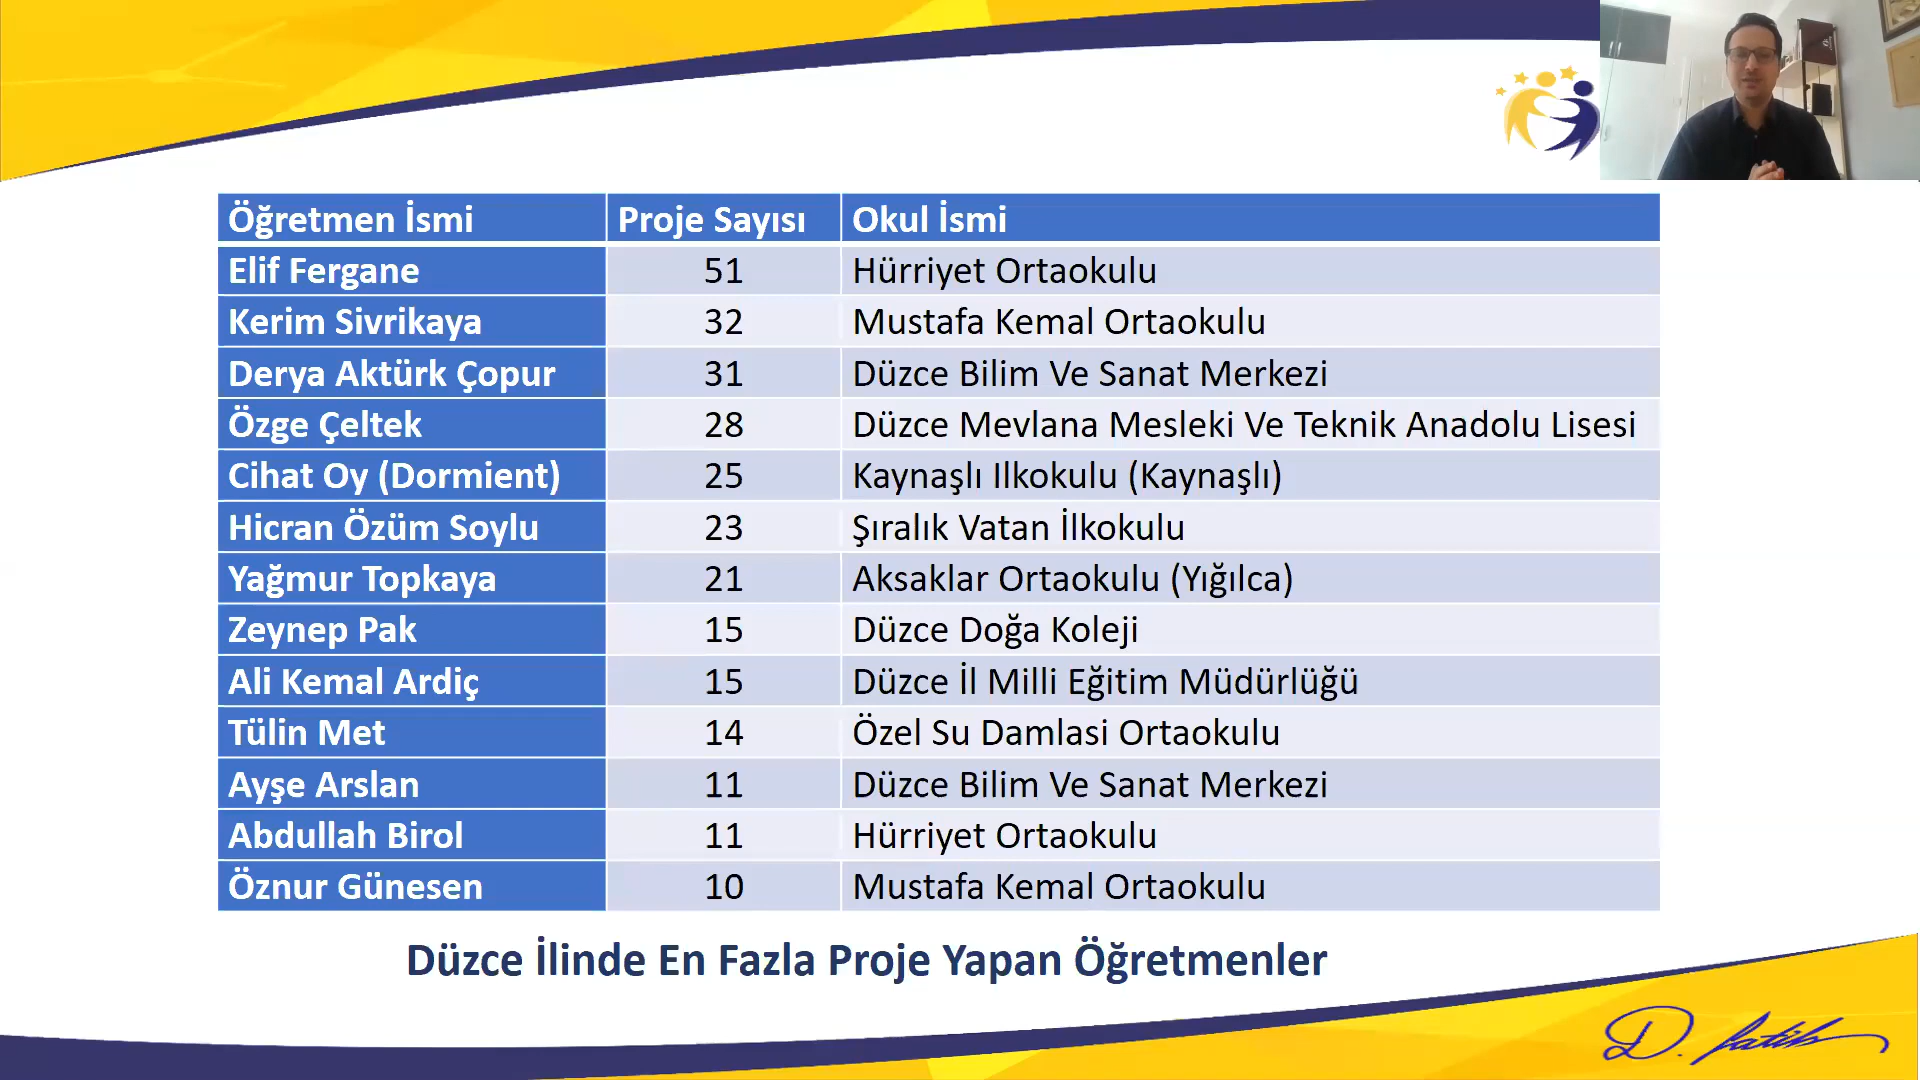 Öğretmen İsmi Proje Sayısı Okul İsmi
Elif Fergane 51 Hürriyet Ortaokulu
Kerim Sivrikaya 32 Mustafa Kemal Ortaokulu
Derya Aktürk Çopur 31 Düzce Bilim Ve Sanat Merkezi
Özge Çeltek 28 Düzce Mevlana Mesleki Ve Teknik Anadolu Lisesi
Cihat Oy (Dormient) 25 Kaynaşlı Ilkokulu (Kaynaşlı)
Hicran Özüm Soylu 23 Şıralık Vatan İlkokulu
Yağmur Topkaya 21 Aksaklar Ortaokulu (Yığılca)
Zeynep Pak 15 Düzce Doğa Koleji
Ali Kemal Ardiç 15 Düzce İl Milli Eğitim Müdürlüğü
Tülin Met 14 Özel Su Damlasi Ortaokulu
Ayşe Arslan 11 Düzce Bilim Ve Sanat Merkezi
Abdullah Birol 11 Hürriyet Ortaokulu
Öznur Günesen 10 Mustafa Kemal Ortaokulu
Düzce İlinde En Fazla Proje Yapan Öğretmenler
D. Fatih